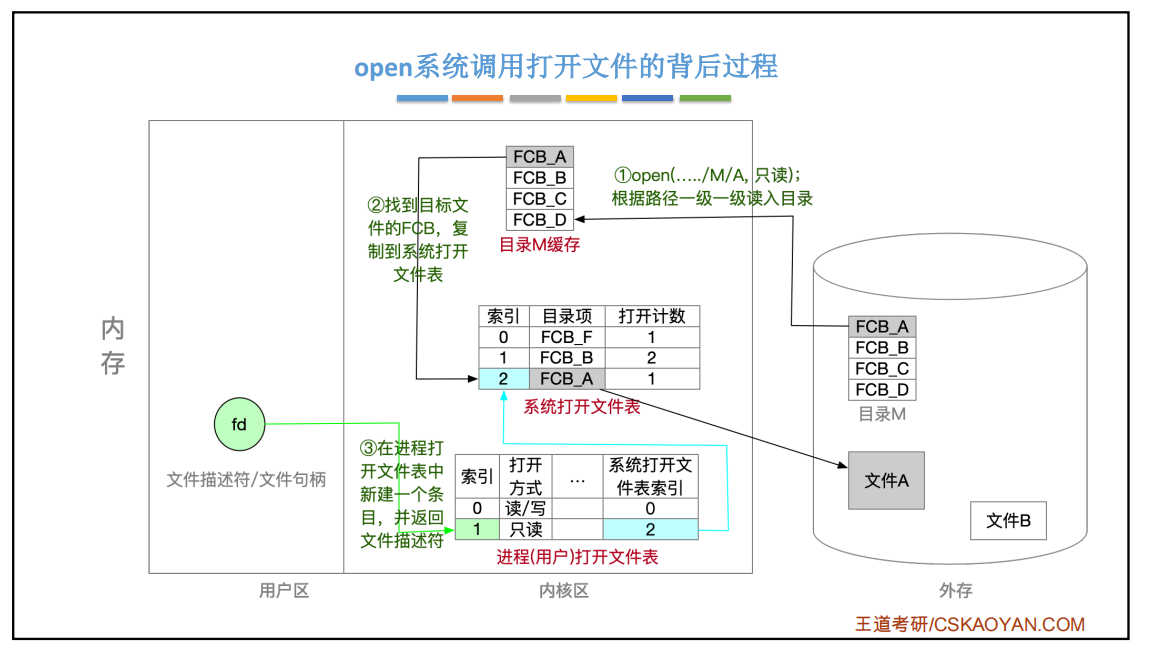 open系统调用打开文件的背后过程
FCB_A
FCB_B
FCB_C
FCB_D
目录M缓存
①open(…../M/A, 只读);
根据路径一级一级读入目录
②找到目标文
件的FCB，复
制到系统打开
文件表
内
存
索引 目录项 打开计数
0 FCB_F 1
1 FCB_B 2
2 FCB_A 1
系统打开文件表
FCB_A
FCB_B
FCB_C
FCB_D
目录M
fd
文件描述符/文件句柄
③在进程打
开文件表中
新建一个条
目，并返回
文件描述符
索引 打开
方式 … 系统打开文
件表索引
0 读/写 0
1 只读 2
进程(用户)打开文件表
文件A
文件B
用户区
内核区
外存
王道考研/CSKAOYAN.COM